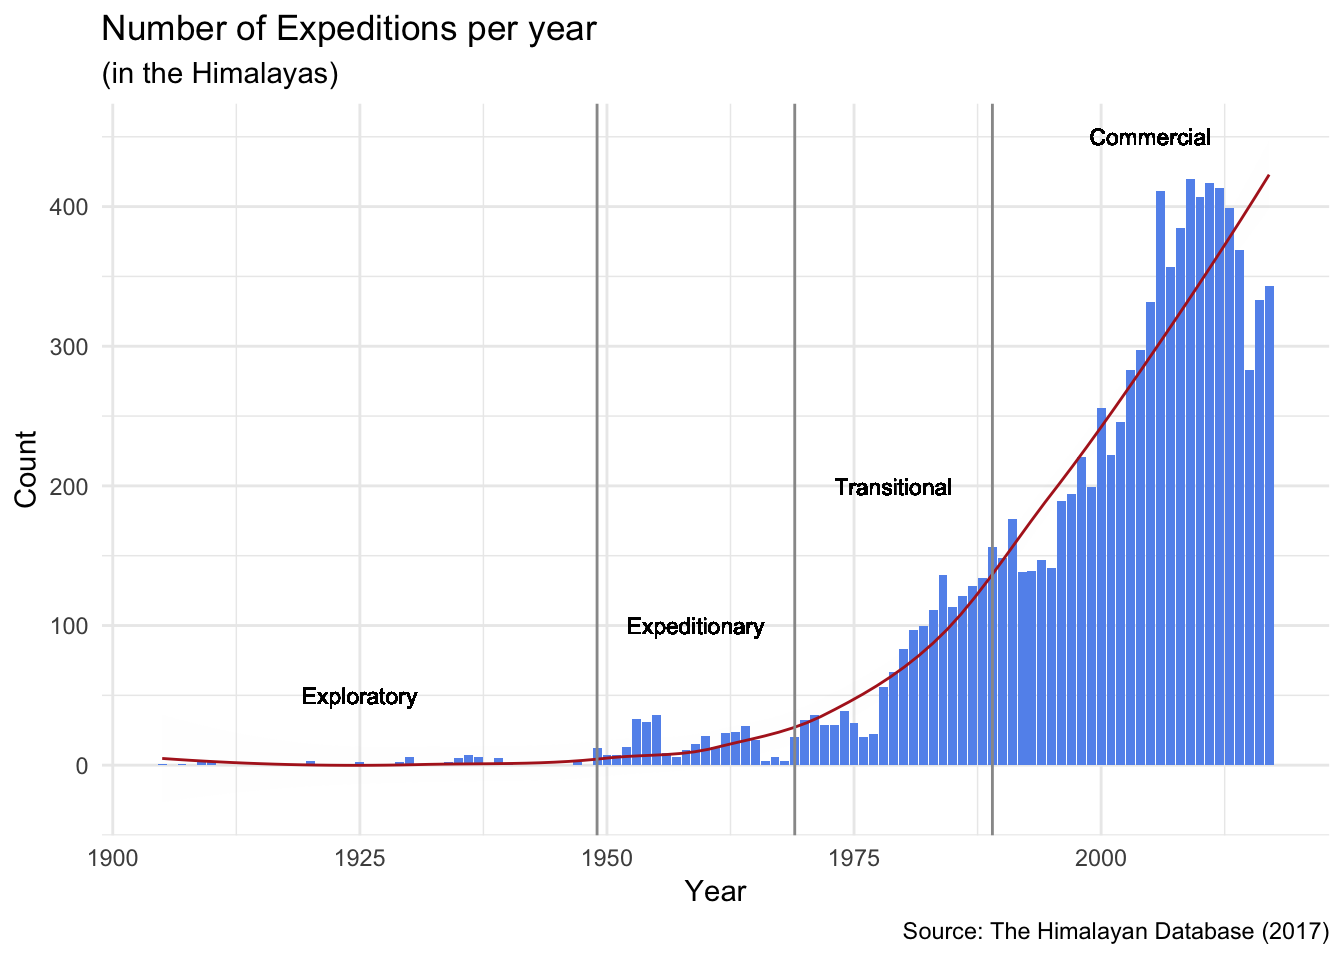 Number of Expeditions per year
(in the Himalayas)
Commercial
400
300
Count
200
Transitional
100
Expeditionary
Exploratory
0
1900 1925 1950 1975 2000
Year
Source: The Himalayan Database (2017)